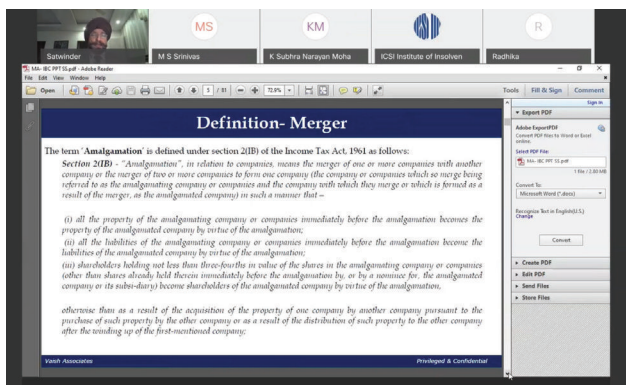 MS
KM
R
Satwinder
M S Srinivas
K Subhra Narayan Moha
ICSI Institute of Insolven
Radhika
MA- IBC PPT SS.pdf - Adobe Reader
File Edit View Window Help
Open
5 / 81
72.8%
Tools
Fill & Sign
Comment
Sign In
Definition- Merger
The term 'Amalgamation' is defined under section 2(IB) of the Income Tax Act, 1961 as follows:
Section 2(IB) - "Amalgamation", in relation to companies, means the merger of one or more companies with another
company or the merger of two or more companies to form one company (the company or companies which so merge being
referred to as the amalgamating company or companies and the company with which they merge or which is formed as a
result of the merger, as the amalgamated company) in such a manner that –
(i) all the property of the amalgamating company or companies immediately before the amalgamation becomes the
property of the amalgamated company by virtue of the amalgamation;
(ii) all the liabilities of the amalgamating company or companies immediately before the amalgamation become the
liabilities of the amalgamated company by virtue of the amalgamation;
(iii) shareholders holding not less than three-fourths in value of the shares in the amalgamating company or companies
(other than shares already held therein immediately before the amalgamation by, or by a nominee for, the amalgamated
company or its subsi-diary) become shareholders of the amalgamated company by virtue of the amalgamation,
otherwise than as a result of the acquisition of the property of one company by another company pursuant to the
purchase of such property by the other company or as a result of the distribution of such property to the other company
after the winding up of the first-mentioned company;
Vaish Associates
Privileged & Confidential
Export PDF
Adobe ExportPDF
Convert PDF files to Word or Excel
online.
Select PDF File:
MA- IBC PPT SS.pdf
1 file / 2.80 MB
Convert To:
Microsoft Word (*.docx)
Recognize Text in English(U.S.)
Change
Convert
Create PDF
Edit PDF
Send Files
Store Files